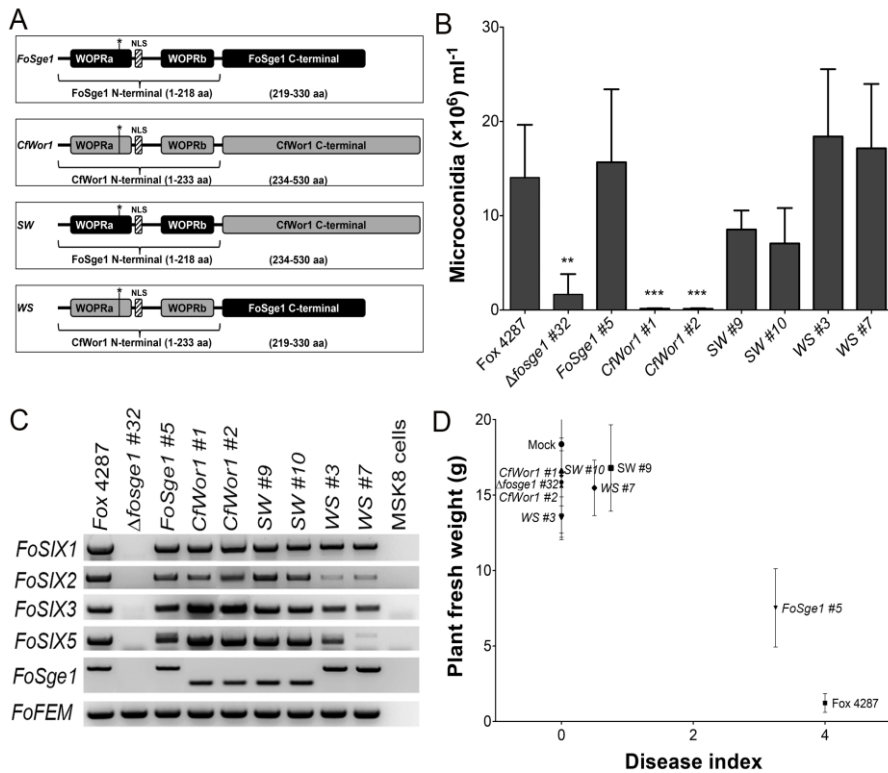 A
*
NLS
FoSge1
WOPRa
WOPRb
FoSge1 C-terminal
FoSge1 N-terminal (1-218 aa)
(219-330 aa)
*
NLS
CfWor1
WOPRa
WOPRb
CfWor1 C-terminal
CfWor1 N-terminal (1-233 aa)
(234-530 aa)
*
NLS
SW
WOPRa
WOPRb
CfWor1 C-terminal
FoSge1 N-terminal (1-218 aa)
(234-530 aa)
*
NLS
WS
WOPRa
WOPRb
FoSge1 C-terminal
CfWor1 N-terminal (1-233 aa)
(219-330 aa)
B
Microconidia (×10⁶) ml⁻¹
30
20
10
0
**
***
***
Fox 4287
Δfosge1 #32
FoSge1 #5
CfWor1 #1
CfWor1 #2
SW #9
SW #10
WS #3
WS #7
C
Fox 4287
Δfosge1 #32
FoSge1 #5
CfWor1 #1
CfWor1 #2
SW #9
SW #10
WS #3
WS #7
MSK8 cells
FoSIX1
FoSIX2
FoSIX3
FoSIX5
FoSge1
FoFEM
D
Plant fresh weight (g)
20
15
10
5
0
Mock
CfWor1 #1
SW #10
SW #9
Δfosge1 #32
WS #7
CfWor1 #2
WS #3
FoSge1 #5
Fox 4287
0
2
4
Disease index